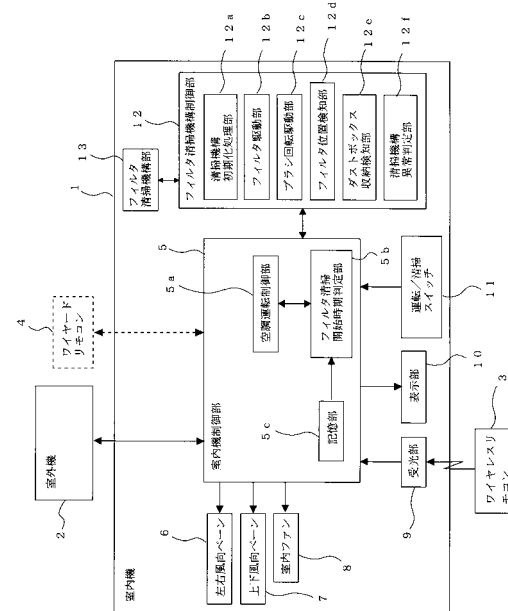 室外機
2
ワイヤード
リモコン
4
室内機
1
室内機制御部
5
空調運転制御部
5a
フィルタ清掃
開始時期判定部
5b
記憶部
5c
左右風向ベーン
6
上下風向ベーン
7
室内ファン
8
フィルタ
清掃機構部
13
フィルタ清掃機構制御部
12
清掃機構
初期化処理部
12a
フィルタ駆動部
12b
ブラシ回転駆動部
12c
フィルタ位置検知部
12d
ダストボックス
収納検知部
12e
清掃機構
異常判定部
12f
受光部
9
表示部
10
運転/清掃
スイッチ
11
ワイヤレスリ
モコン
3